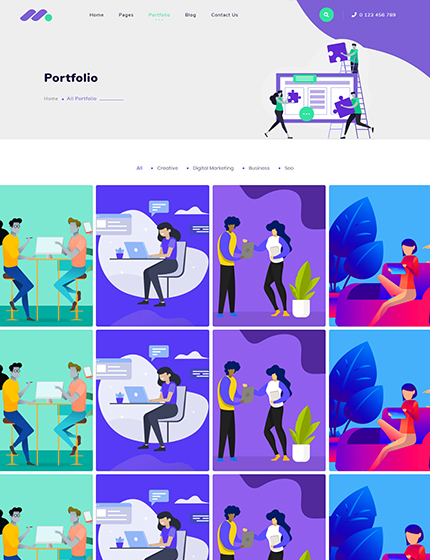 Home Pages Portfolio Blog Contact Us 0 123 456 789
Portfolio
Home All Portfolio
All Creative Digital Marketing Business Seo